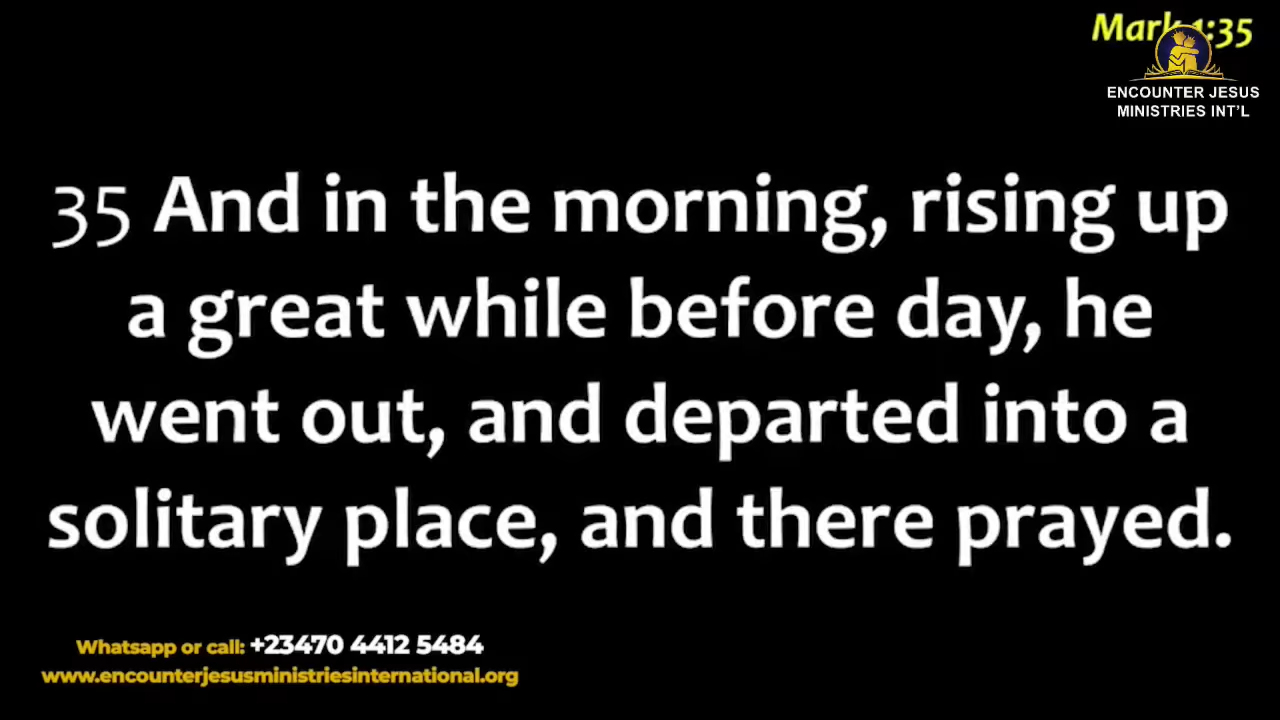 Mark 1:35
ENCOUNTER JESUS
MINISTRIES INT'L
35 And in the morning, rising up
a great while before day, he
went out, and departed into a
solitary place, and there prayed.
Whatsapp or call: +23470 4412 5484
www.encounterjesusministriesinternational.org